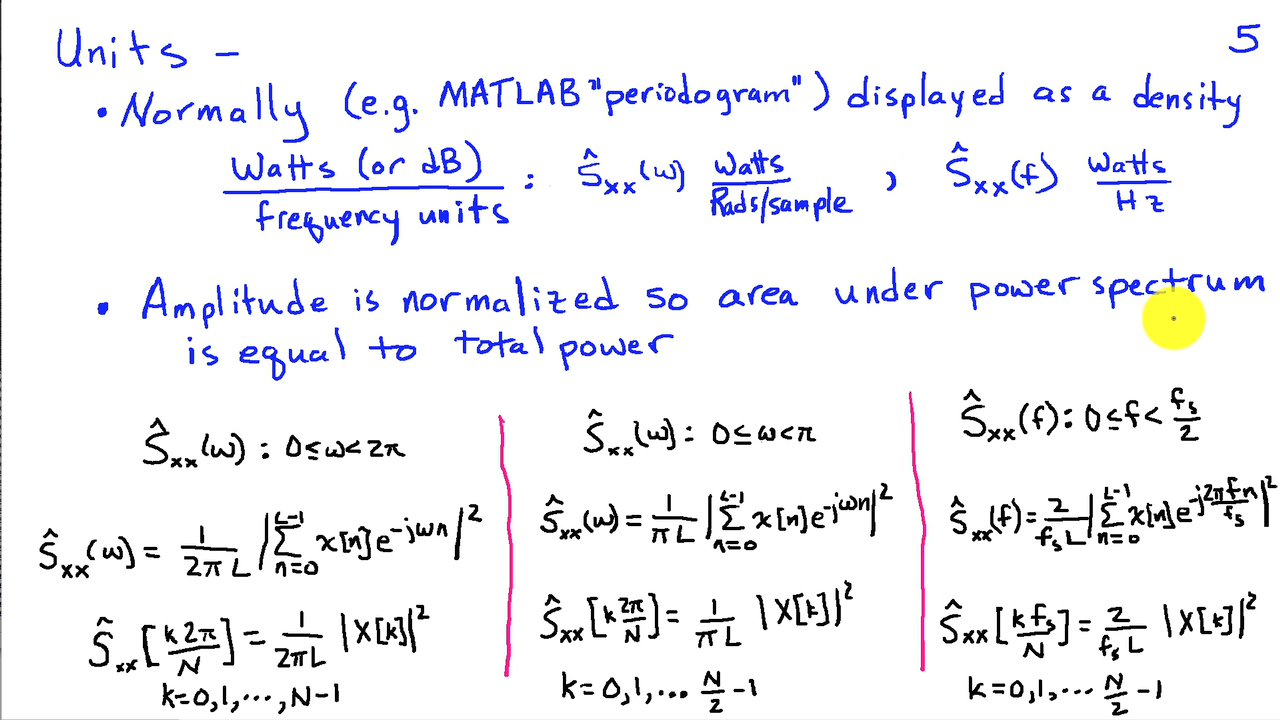 Units – 5
• Normally (e.g. MATLAB "periodogram") displayed as a density
Watts (or dB) / frequency units : Ŝxx(ω) Watts / Rads/sample , Ŝxx(f) Watts / Hz
• Amplitude is normalized so area under power spectrum
is equal to total power
Ŝxx(ω) : 0≤ω<2π
Ŝxx(ω) = 1/(2πL) |∑_{n=0}^{L-1} x[n]e^{-jωn}|²
Ŝxx[k2π/N] = 1/(2πL) |X[k]|²
k=0,1,⋯,N-1
Ŝxx(ω) : 0≤ω<π
Ŝxx(ω) = 1/(πL) |∑_{n=0}^{L-1} x[n]e^{-jωn}|²
Ŝxx[k2π/N] = 1/(πL) |X[k]|²
k=0,1,⋯ N/2 -1
Ŝxx(f) : 0≤f< fs/2
Ŝxx(f) = 2/(fsL) |∑_{n=0}^{L-1} x[n]e^{-j2πfn/fs}|²
Ŝxx[kfs/N] = 2/(fsL) |X[k]|²
k=0,1,⋯ N/2 -1